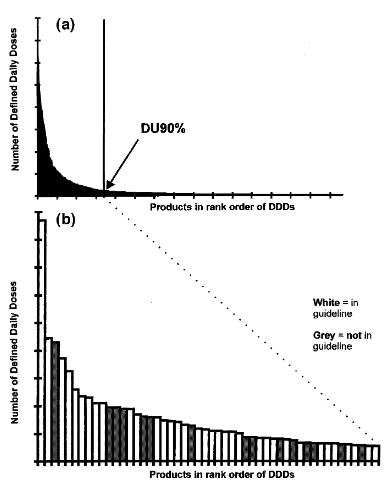 (a)
Number of Defined Daily Doses
DU90%
Products in rank order of DDDs
(b)
Number of Defined Daily Doses
White = in
guideline
Grey = not in
guideline
Products in rank order of DDDs